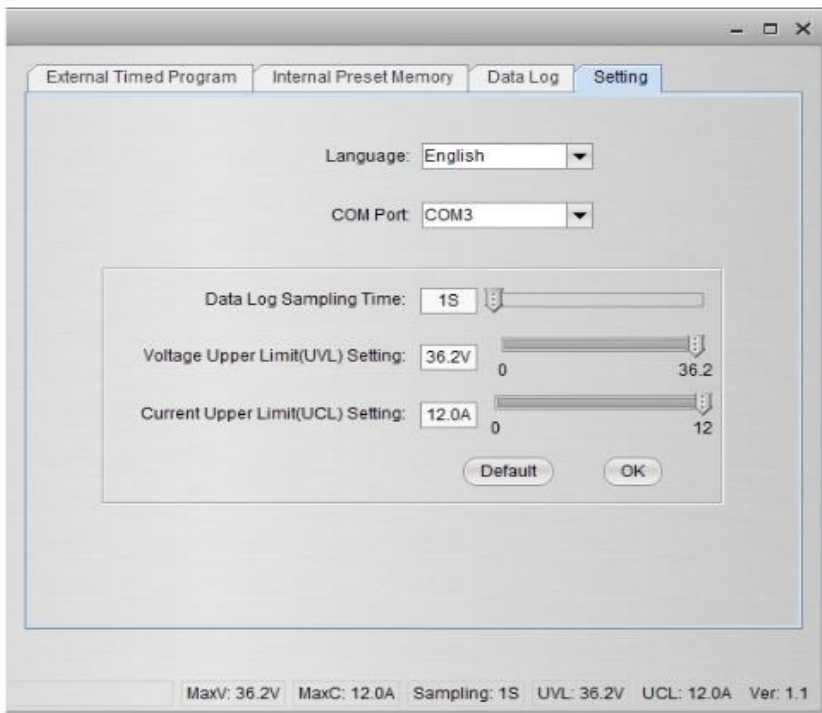 External Timed Program Internal Preset Memory Data Log Setting
Language: English
COM Port: COM3
Data Log Sampling Time: 1S
Voltage Upper Limit(UVL) Setting: 36.2V
0 36.2
Current Upper Limit(UCL) Setting: 12.0A
0 12
Default OK
MaxV: 36.2V MaxC: 12.0A Sampling: 1S UVL: 36.2V UCL: 12.0A Ver: 1.1